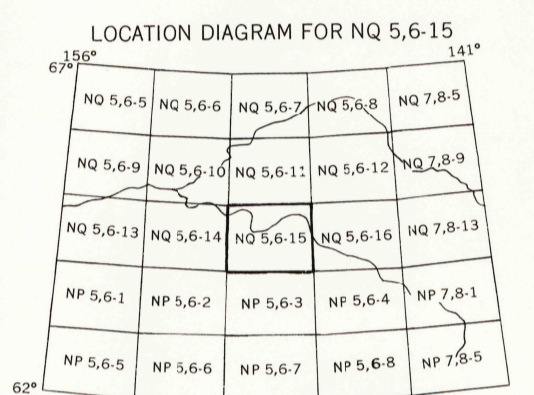 LOCATION DIAGRAM FOR NQ 5,6-15
156° 141°
67°
NQ 5,6-5 NQ 5,6-6 NQ 5,6-7 NQ 5,6-8 NQ 7,8-5
NQ 5,6-9 NQ 5,6-10 NQ 5,6-11 NQ 5,6-12 NQ 7,8-9
NQ 5,6-13 NQ 5,6-14 NQ 5,6-15 NQ 5,6-16 NQ 7,8-13
NP 5,6-1 NP 5,6-2 NP 5,6-3 NP 5,6-4 NP 7,8-1
NP 5,6-5 NP 5,6-6 NP 5,6-7 NP 5,6-8 NP 7,8-5
62°